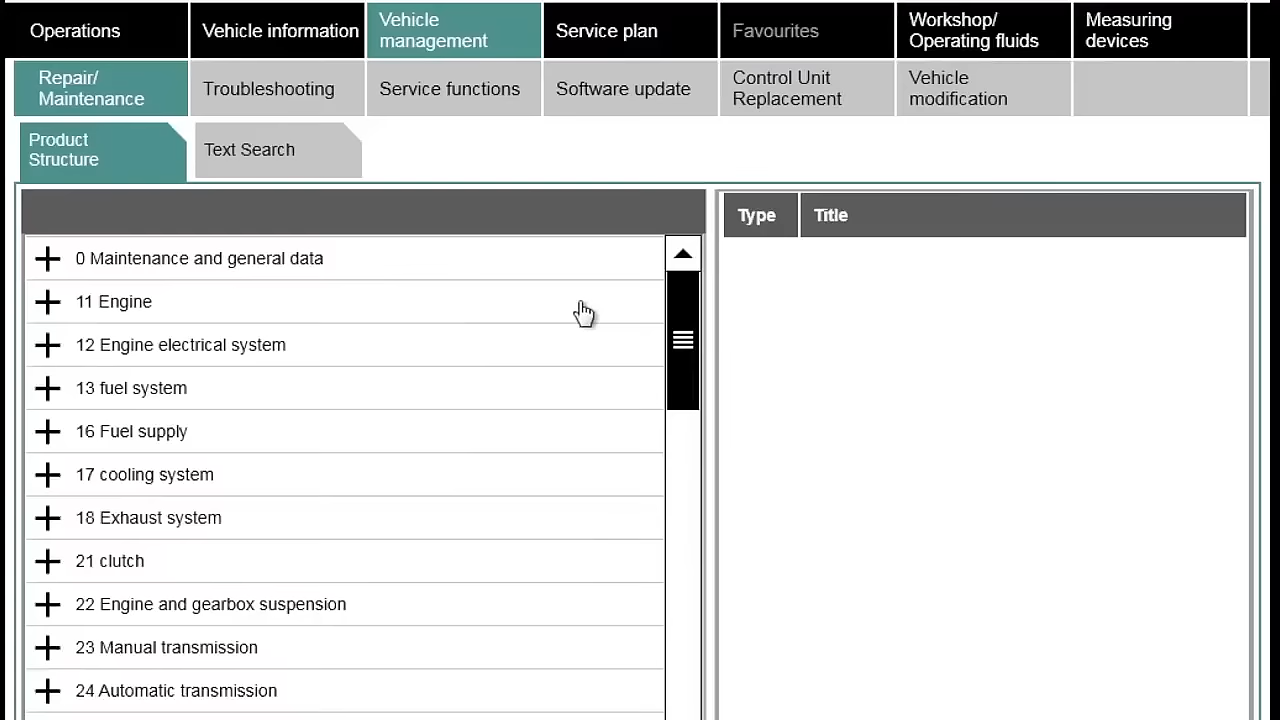 Operations
Vehicle information
Vehicle
management
Service plan
Favourites
Workshop/
Operating fluids
Measuring
devices
Repair/
Maintenance
Troubleshooting
Service functions
Software update
Control Unit
Replacement
Vehicle
modification
Product
Structure
Text Search
Type
Title
0 Maintenance and general data
11 Engine
12 Engine electrical system
13 fuel system
16 Fuel supply
17 cooling system
18 Exhaust system
21 clutch
22 Engine and gearbox suspension
23 Manual transmission
24 Automatic transmission